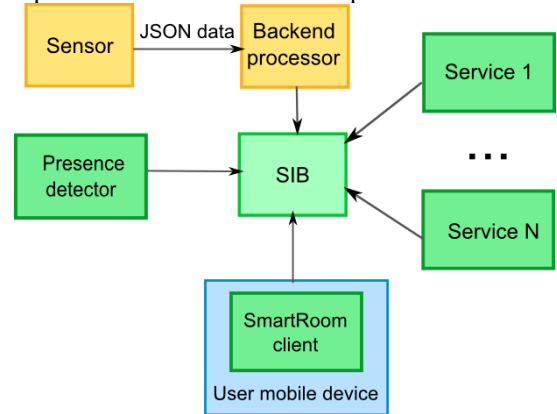 JSON data
Sensor
Backend
processor
Service 1
Presence
detector
SIB
...
Service N
SmartRoom
client
User mobile device